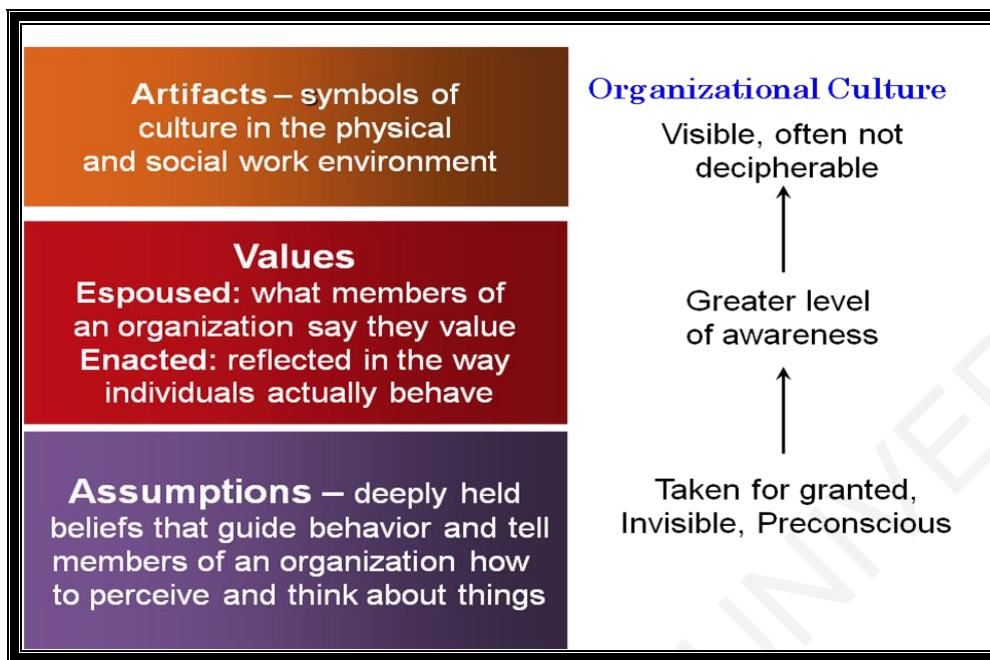 Artifacts – symbols of
culture in the physical
and social work environment
Organizational Culture
Visible, often not
decipherable
Values
Espoused: what members of
an organization say they value
Enacted: reflected in the way
individuals actually behave
Greater level
of awareness
Assumptions – deeply held
beliefs that guide behavior and tell
members of an organization how
to perceive and think about things
Taken for granted,
Invisible, Preconscious